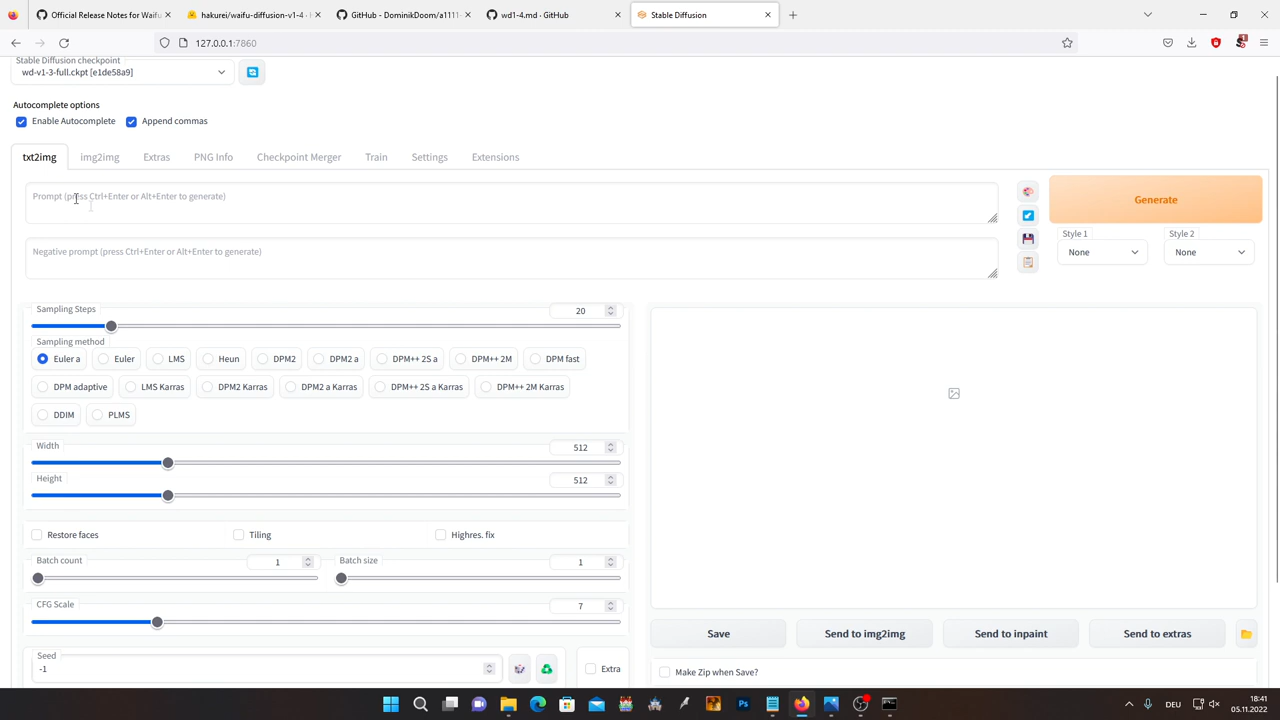 Official Release Notes for Waifu
hakurei/waifu-diffusion-v1-4 ·
GitHub - DominikDoom/a1111
wd1-4.md · GitHub
Stable Diffusion
127.0.0.1:7860
Stable Diffusion checkpoint
wd-v1-3-full.ckpt [e1de58a9]
Autocomplete options
Enable Autocomplete
Append commas
txt2img
img2img
Extras
PNG Info
Checkpoint Merger
Train
Settings
Extensions
Prompt (press Ctrl+Enter or Alt+Enter to generate)
Generate
Style 1
Style 2
Negative prompt (press Ctrl+Enter or Alt+Enter to generate)
None
None
Sampling Steps
20
Sampling method
Euler a
Euler
LMS
Heun
DPM2
DPM2 a
DPM++ 2S a
DPM++ 2M
DPM fast
DPM adaptive
LMS Karras
DPM2 Karras
DPM2 a Karras
DPM++ 2S a Karras
DPM++ 2M Karras
DDIM
PLMS
Width
512
Height
512
Restore faces
Tiling
Highres. fix
Batch count
1
Batch size
1
CFG Scale
7
Save
Send to img2img
Send to inpaint
Send to extras
Seed
-1
Extra
Make Zip when Save?
DEU
18:41
05.11.2022